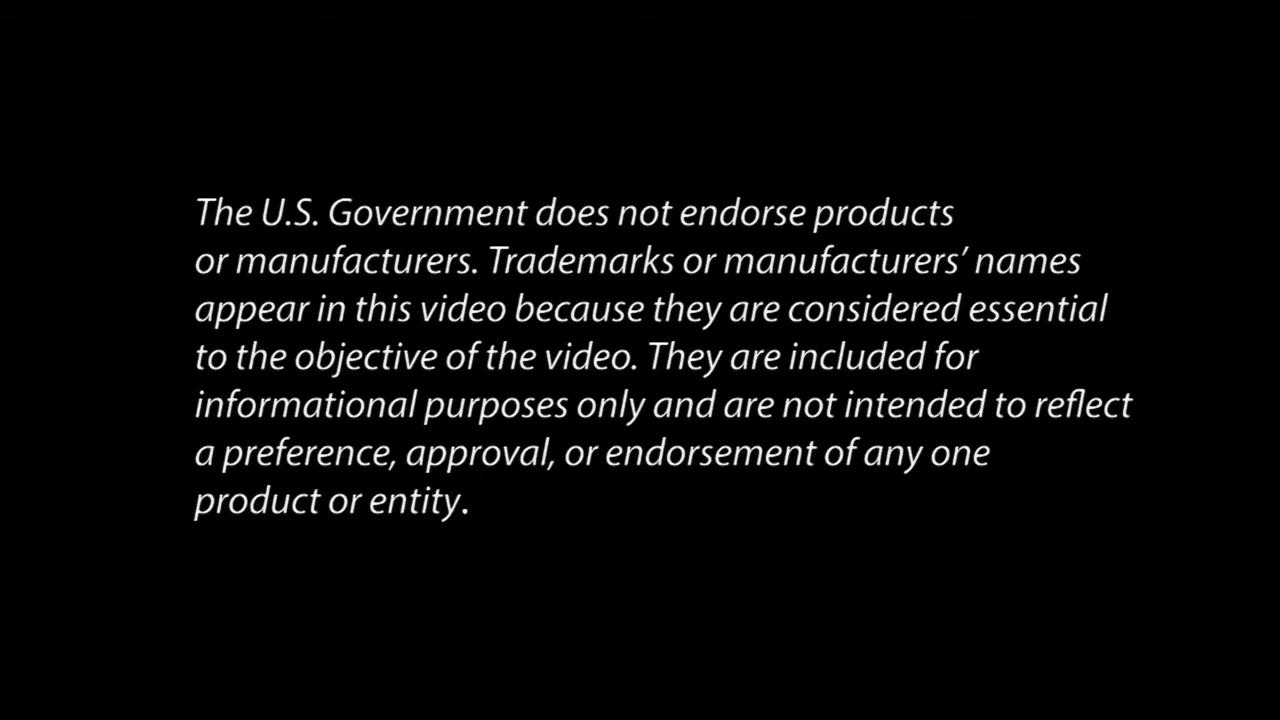 The U.S. Government does not endorse products
or manufacturers. Trademarks or manufacturers’ names
appear in this video because they are considered essential
to the objective of the video. They are included for
informational purposes only and are not intended to reflect
a preference, approval, or endorsement of any one
product or entity.